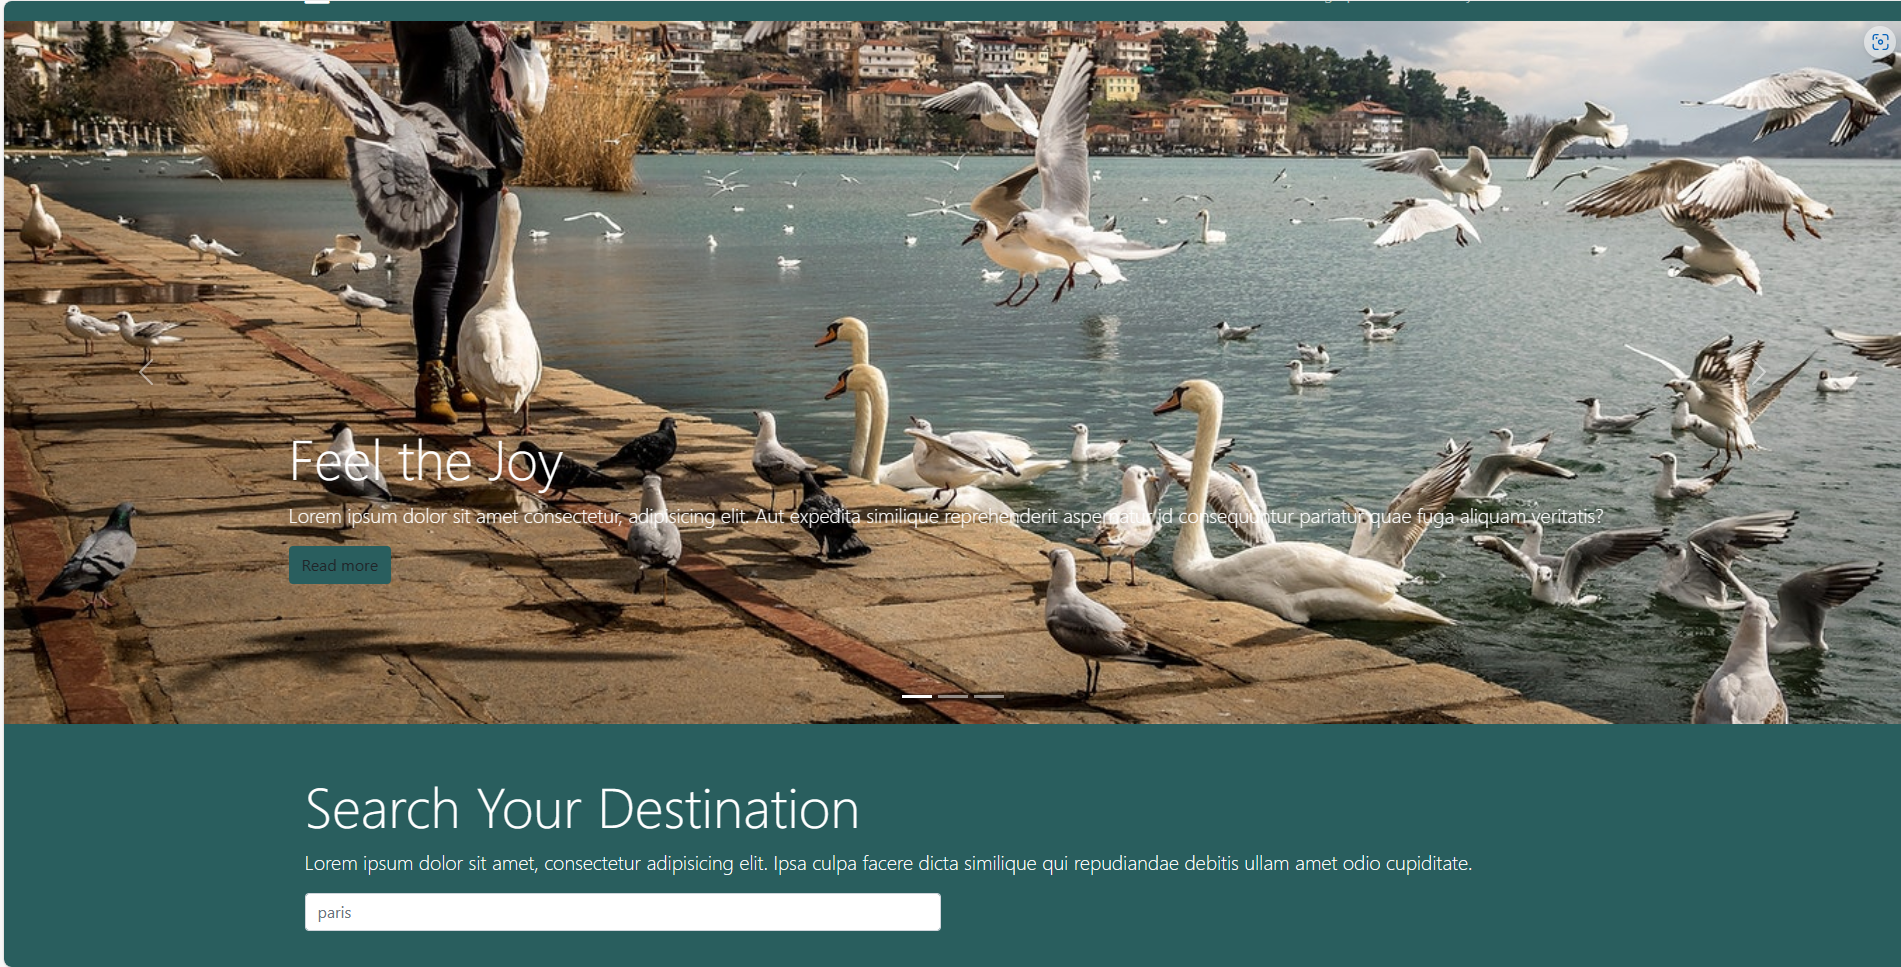 Feel the Joy
Lorem ipsum dolor sit amet consectetur, adipisicing elit. Aut expedita similique reprehenderit aspernatur id consequuntur pariatur quae fuga aliquam veritatis?
Read more
Search Your Destination
Lorem ipsum dolor sit amet, consectetur adipisicing elit. Ipsa culpa facere dicta similique qui repudiandae debitis ullam amet odio cupiditate.
paris